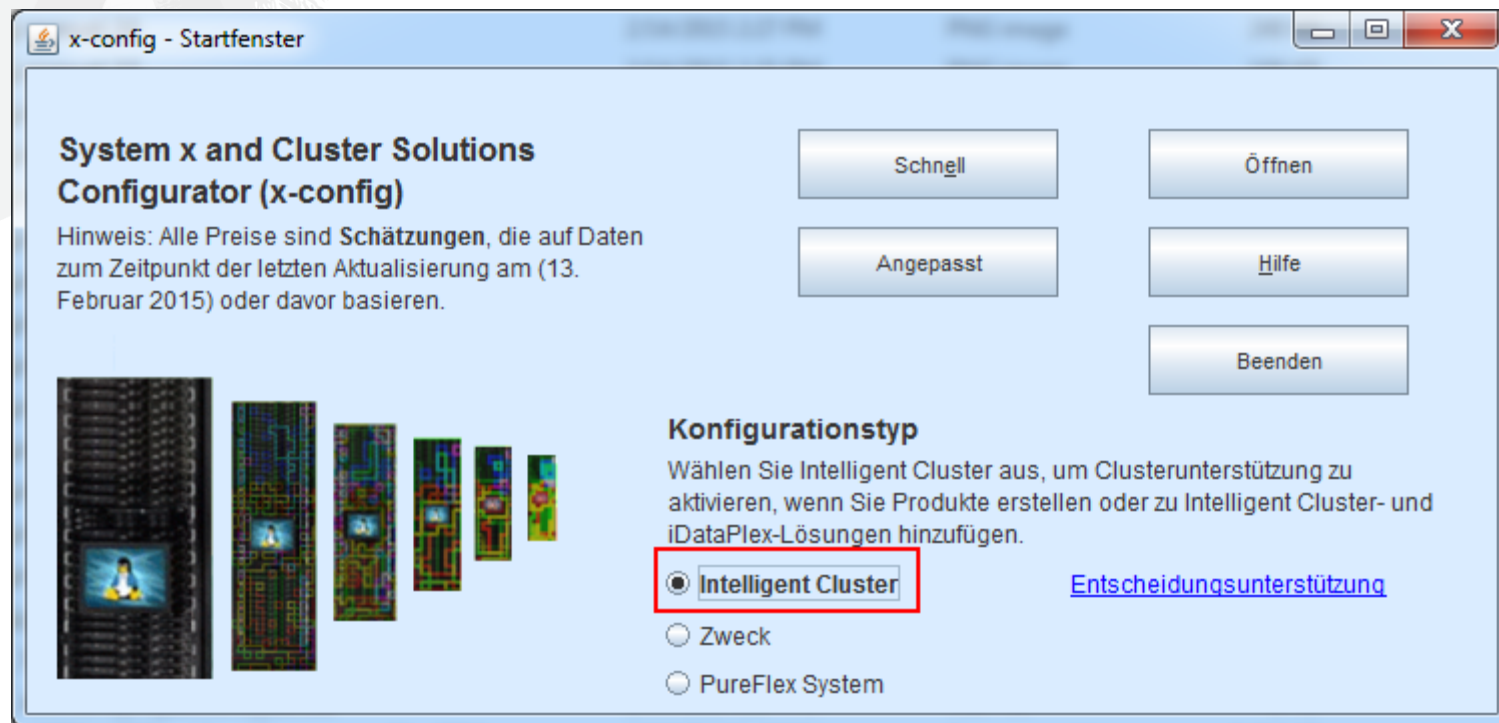 x-config - Startfenster
System x and Cluster Solutions
Configurator (x-config)
Hinweis: Alle Preise sind Schätzungen, die auf Daten
zum Zeitpunkt der letzten Aktualisierung am (13.
Februar 2015) oder davor basieren.
Schnell
Öffnen
Angepasst
Hilfe
Beenden
Konfigurationstyp
Wählen Sie Intelligent Cluster aus, um Clusterunterstützung zu
aktivieren, wenn Sie Produkte erstellen oder zu Intelligent Cluster- und
iDataPlex-Lösungen hinzufügen.
Intelligent Cluster
Entscheidungsunterstützung
Zweck
PureFlex System